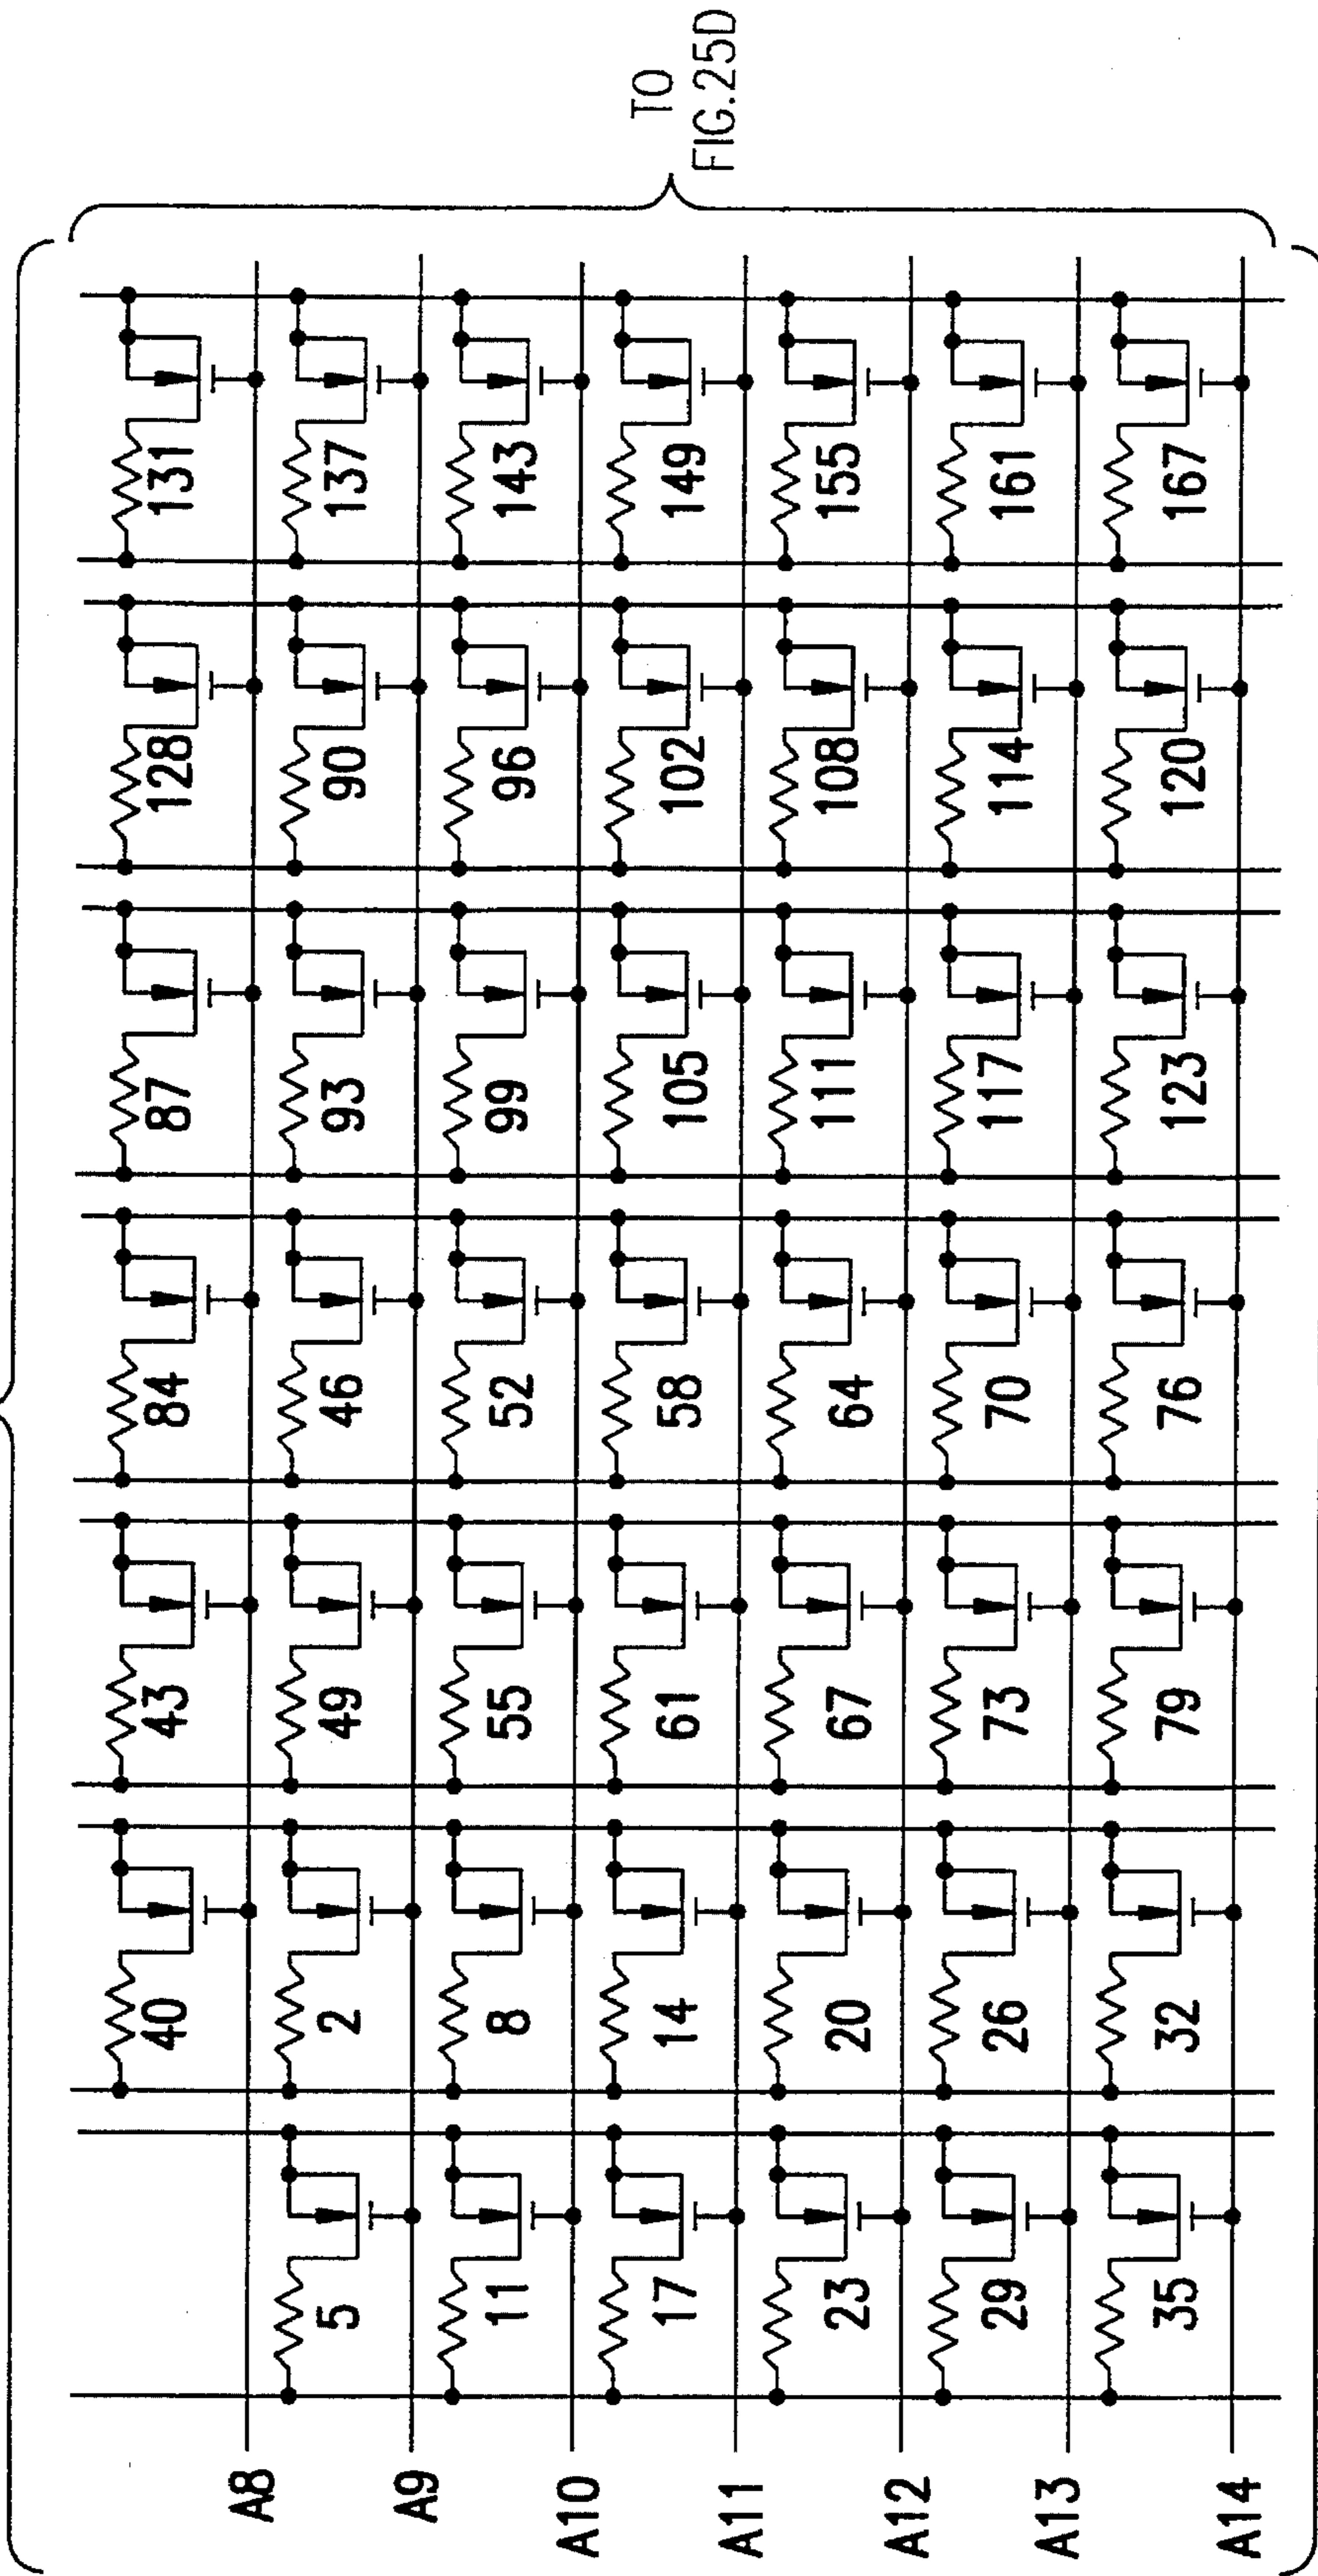 40 43 84 87 128 131
A8
5 2 49 46 93 90 137
A9
11 8 55 52 99 96 143
A10
17 14 61 58 105 102 149
A11
23 20 67 64 111 108 155
A12
29 26 73 70 117 114 161
A13
35 32 79 76 123 120 167
A14
TO
FIG.25D